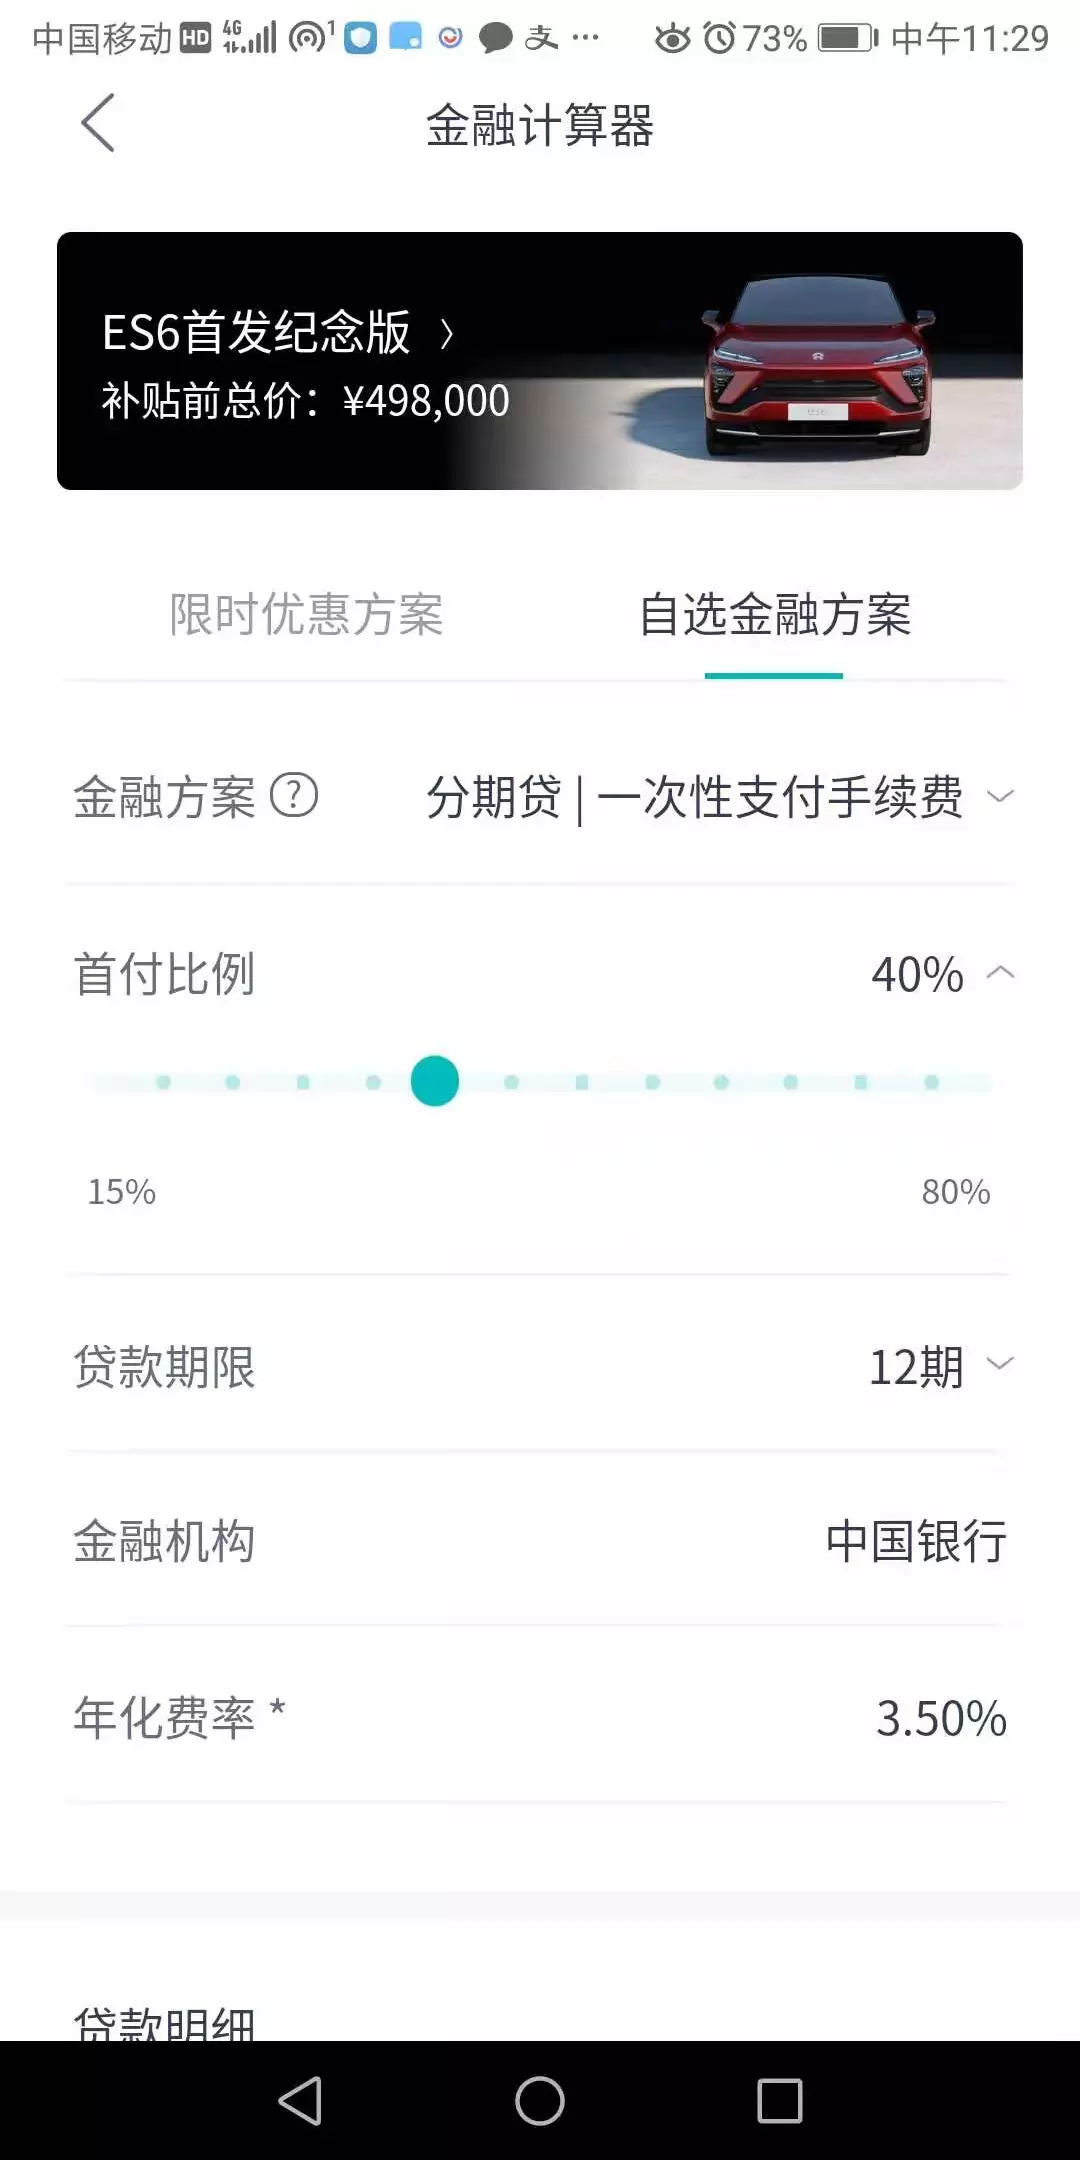 中国移动 HD 4G 1 支 ··· 73% 中午11:29
金融计算器
ES6首发纪念版
补贴前总价：¥498,000
限时优惠方案 自选金融方案
金融方案 ? 分期贷 | 一次性支付手续费
首付比例 40%
15% 80%
贷款期限 12期
金融机构 中国银行
年化费率 * 3.50%
贷款明细